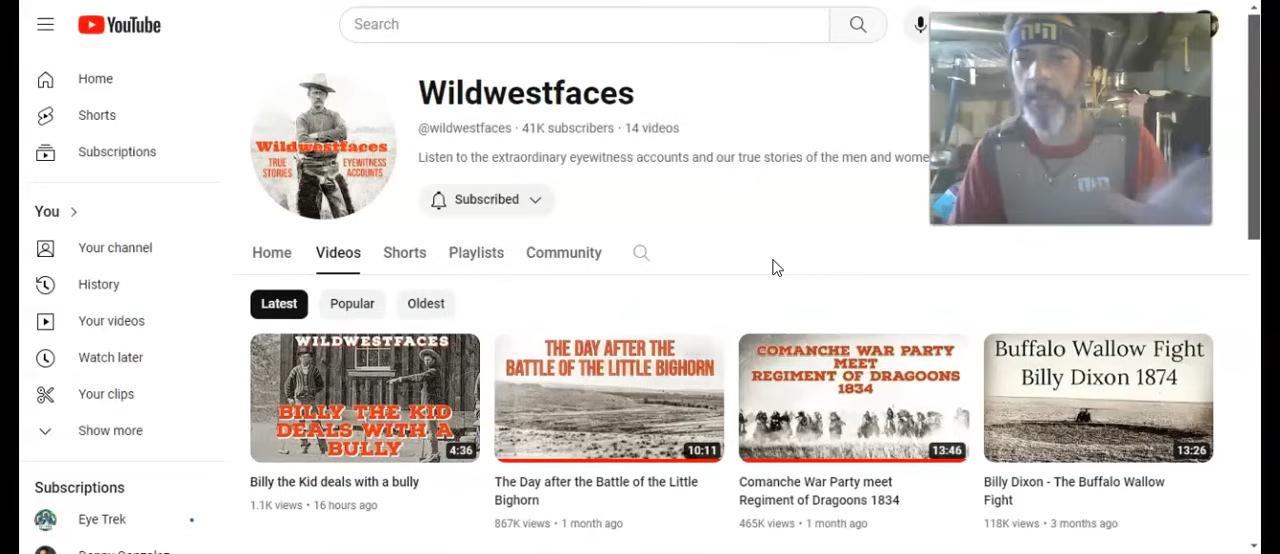 YouTube
Search
Home
Shorts
Subscriptions
You
Your channel
History
Your videos
Watch later
Your clips
Show more
Subscriptions
Eye Trek
Wildwestfaces
TRUE STORIES
EYEWITNESS ACCOUNTS
Wildwestfaces
@wildwestfaces · 41K subscribers · 14 videos
Listen to the extraordinary eyewitness accounts and our true stories of the men and wome
Subscribed
Home Videos Shorts Playlists Community
Latest Popular Oldest
WILDWESTFACES
BILLY THE KID
DEALS WITH A
BULLY
4:36
Billy the Kid deals with a bully
1.1K views • 16 hours ago
THE DAY AFTER THE
BATTLE OF THE LITTLE BIGHORN
10:11
The Day after the Battle of the Little
Bighorn
867K views • 1 month ago
COMANCHE WAR PARTY
MEET
REGIMENT OF DRAGOONS
1834
13:46
Comanche War Party meet
Regiment of Dragoons 1834
465K views • 1 month ago
Buffalo Wallow Fight
Billy Dixon 1874
13:26
Billy Dixon - The Buffalo Wallow
Fight
118K views • 3 months ago